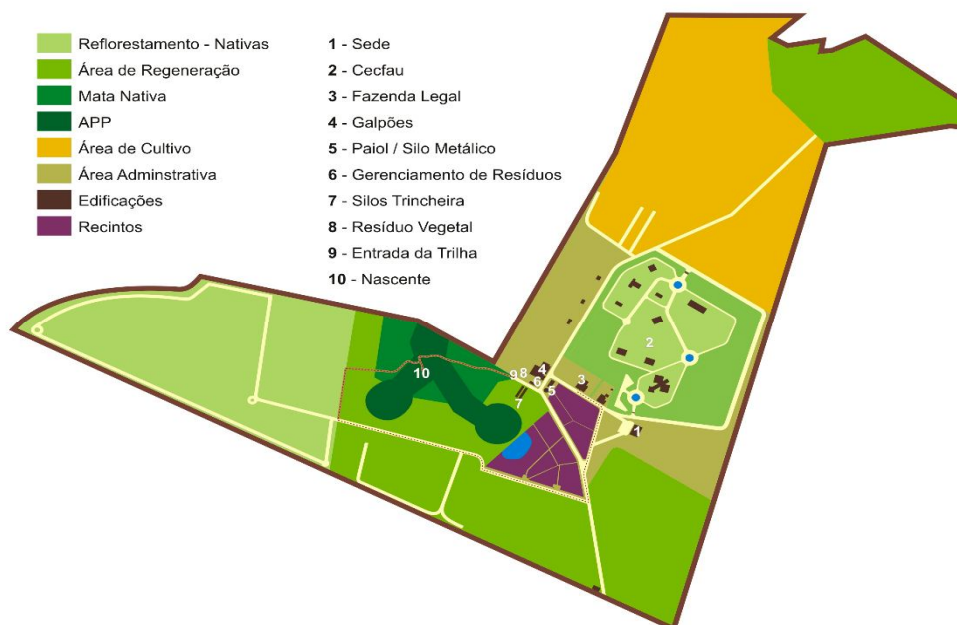 Reflorestamento - Nativas
Área de Regeneração
Mata Nativa
APP
Área de Cultivo
Área Adminstrativa
Edificações
Recintos
1 - Sede
2 - Cecfau
3 - Fazenda Legal
4 - Galpões
5 - Paiol / Silo Metálico
6 - Gerenciamento de Resíduos
7 - Silos Trincheira
8 - Resíduo Vegetal
9 - Entrada da Trilha
10 - Nascente
2
10
9 8 4
6 5 3
7
1